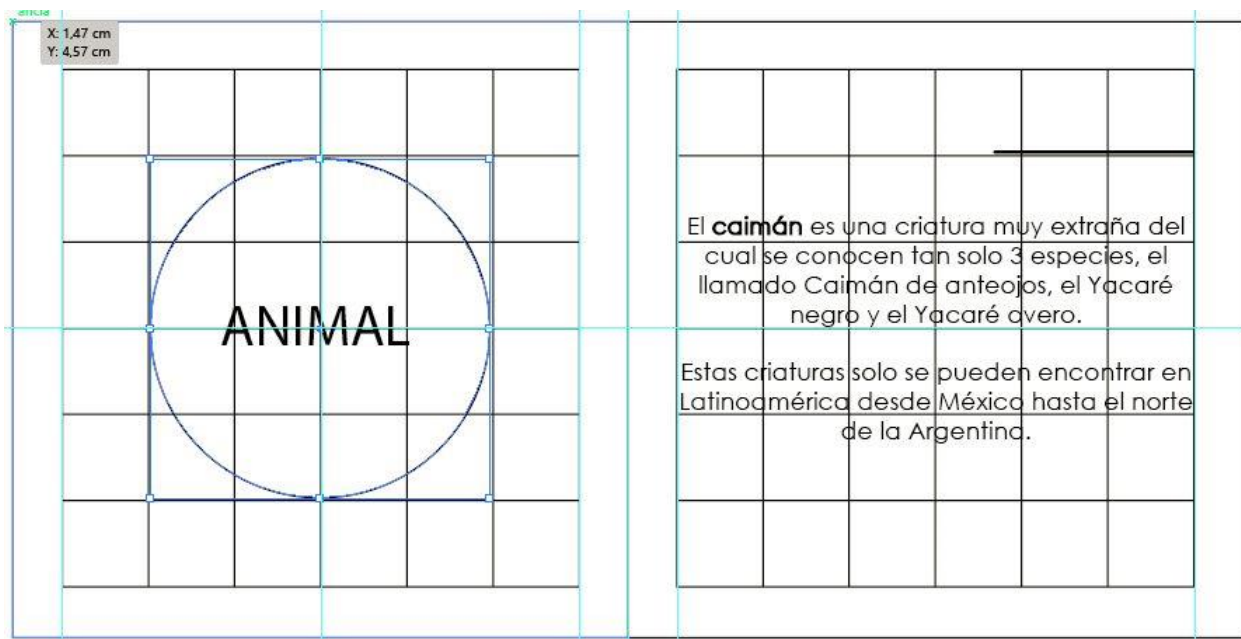 ancia
X: 1,47 cm
Y: 4,57 cm
ANIMAL
El caimán es una criatura muy extraña del
cual se conocen tan solo 3 especies, el
llamado Caimán de anteojos, el Yacaré
negro y el Yacaré overo.
Estas criaturas solo se pueden encontrar en
Latinoamérica desde México hasta el norte
de la Argentina.